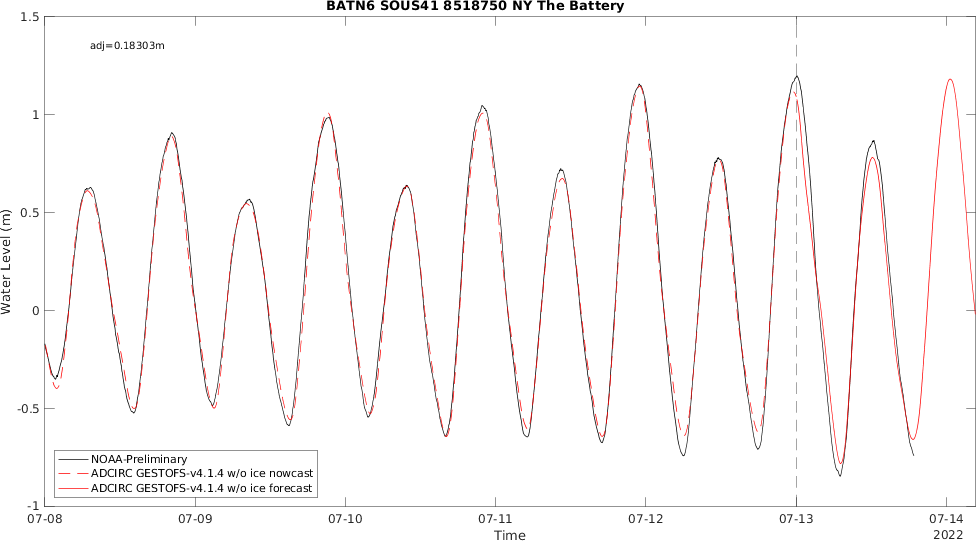 BATN6 SOUS41 8518750 NY The Battery
1.5
adj=0.18303m
1
0.5
0
-0.5
-1
Water Level (m)
NOAA-Preliminary
ADCIRC GESTOFS-v4.1.4 w/o ice nowcast
ADCIRC GESTOFS-v4.1.4 w/o ice forecast
07-08 07-09 07-10 07-11 07-12 07-13 07-14
Time
2022